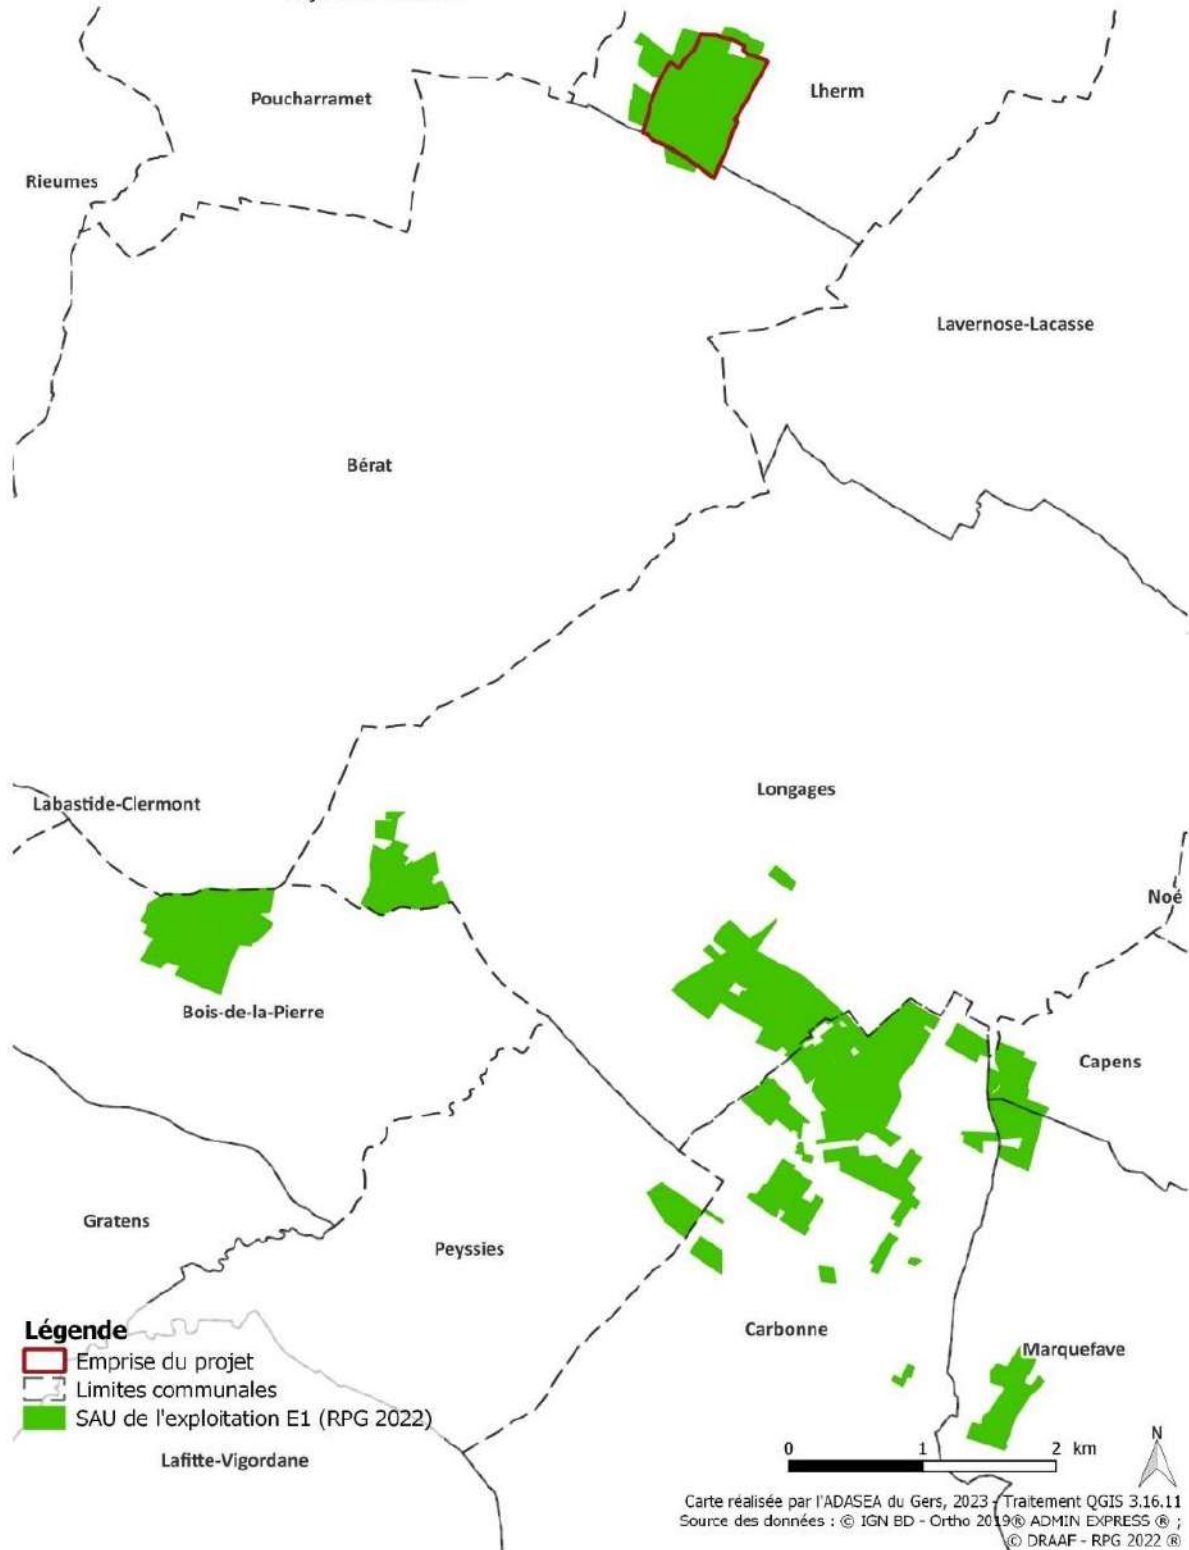 Poucharramet
Lherm
Rieumes
Lavernose-Lacasse
Bérat
Longages
Labastide-Clermont
Noé
Bois-de-la-Pierre
Capens
Gratens
Peyssies
Carbonne
Marquefave
Légende
Emprise du projet
Limites communales
SAU de l'exploitation E1 (RPG 2022)
Lafitte-Vigordane
0 1 2 km
N
Carte réalisée par l'ADASEA du Gers, 2023 - Traitement QGIS 3.16.11
Source des données : © IGN BD - Ortho 2019® ADMIN EXPRESS ® ;
© DRAAF - RPG 2022 ®